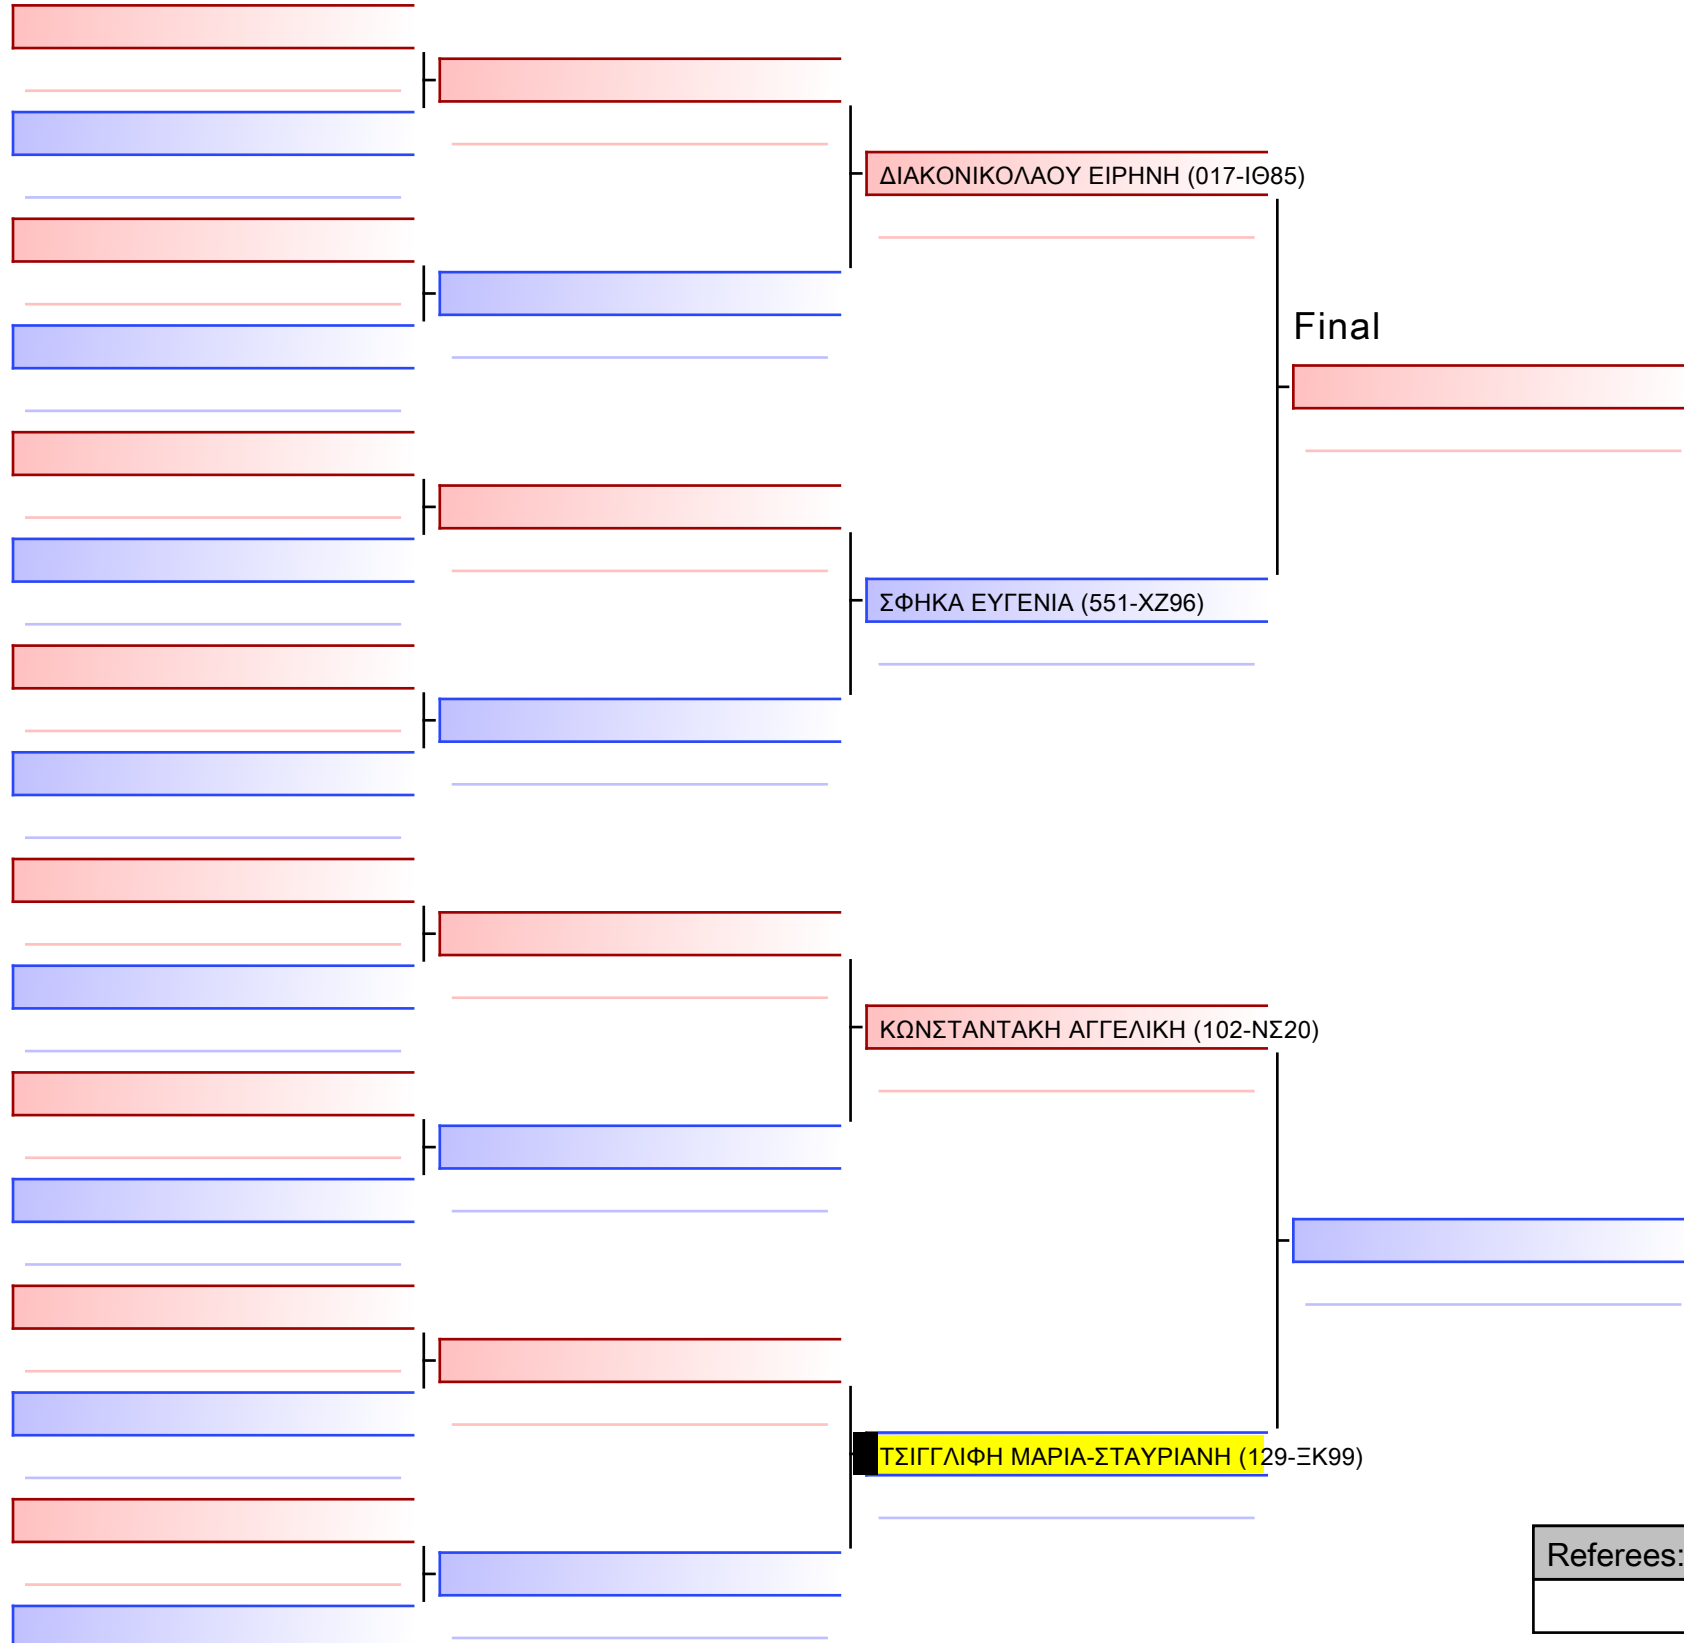 ΔΙΑΚΟΝΙΚΟΛΑΟΥ ΕΙΡΗΝΗ (017-ΙΘ85)
Final
ΣΦΗΚΑ ΕΥΓΕΝΙΑ (551-ΧΖ96)
ΚΩΝΣΤΑΝΤΑΚΗ ΑΓΓΕΛΙΚΗ (102-ΝΣ20)
ΤΣΙΓΓΛΙΦΗ ΜΑΡΙΑ-ΣΤΑΥΡΙΑΝΗ (129-ΞΚ99)
Referees: